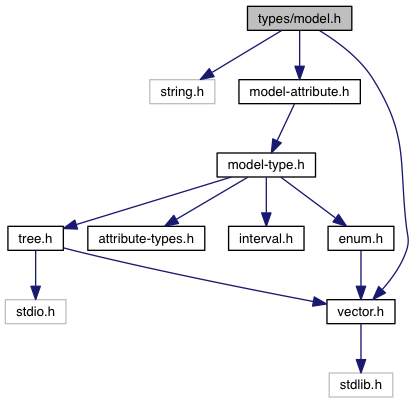 types/model.h
string.h
model-attribute.h
model-type.h
tree.h
attribute-types.h
interval.h
enum.h
stdio.h
vector.h
stdlib.h